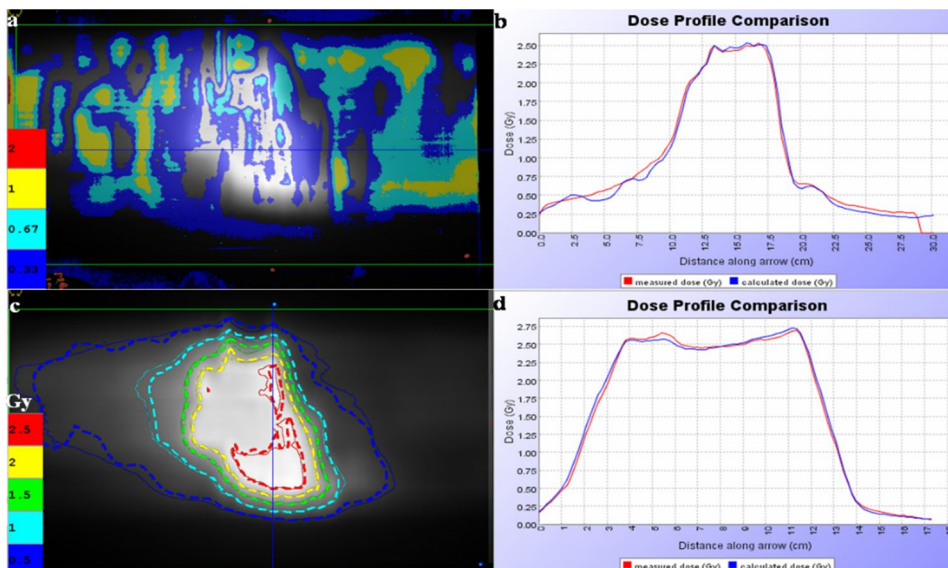 a
2
1
0.67
0.33
b
Dose Profile Comparison
Dose (Gy)
2.50
2.25
2.00
1.75
1.50
1.25
1.00
0.75
0.50
0.25
0.00
0.0 2.5 5.0 7.5 10.0 12.5 15.0 17.5 20.0 22.5 25.0 27.5 30.0
Distance along arrow (cm)
measured dose (Gy) calculated dose (Gy)
c
Gy
2.5
2
1.5
1
0.5
d
Dose Profile Comparison
Dose (Gy)
2.75
2.50
2.25
2.00
1.75
1.50
1.25
1.00
0.75
0.50
0.25
0.00
0 1 2 3 4 5 6 7 8 9 10 11 12 13 14 15 16 17
Distance along arrow (cm)
measured dose (Gy) calculated dose (Gy)